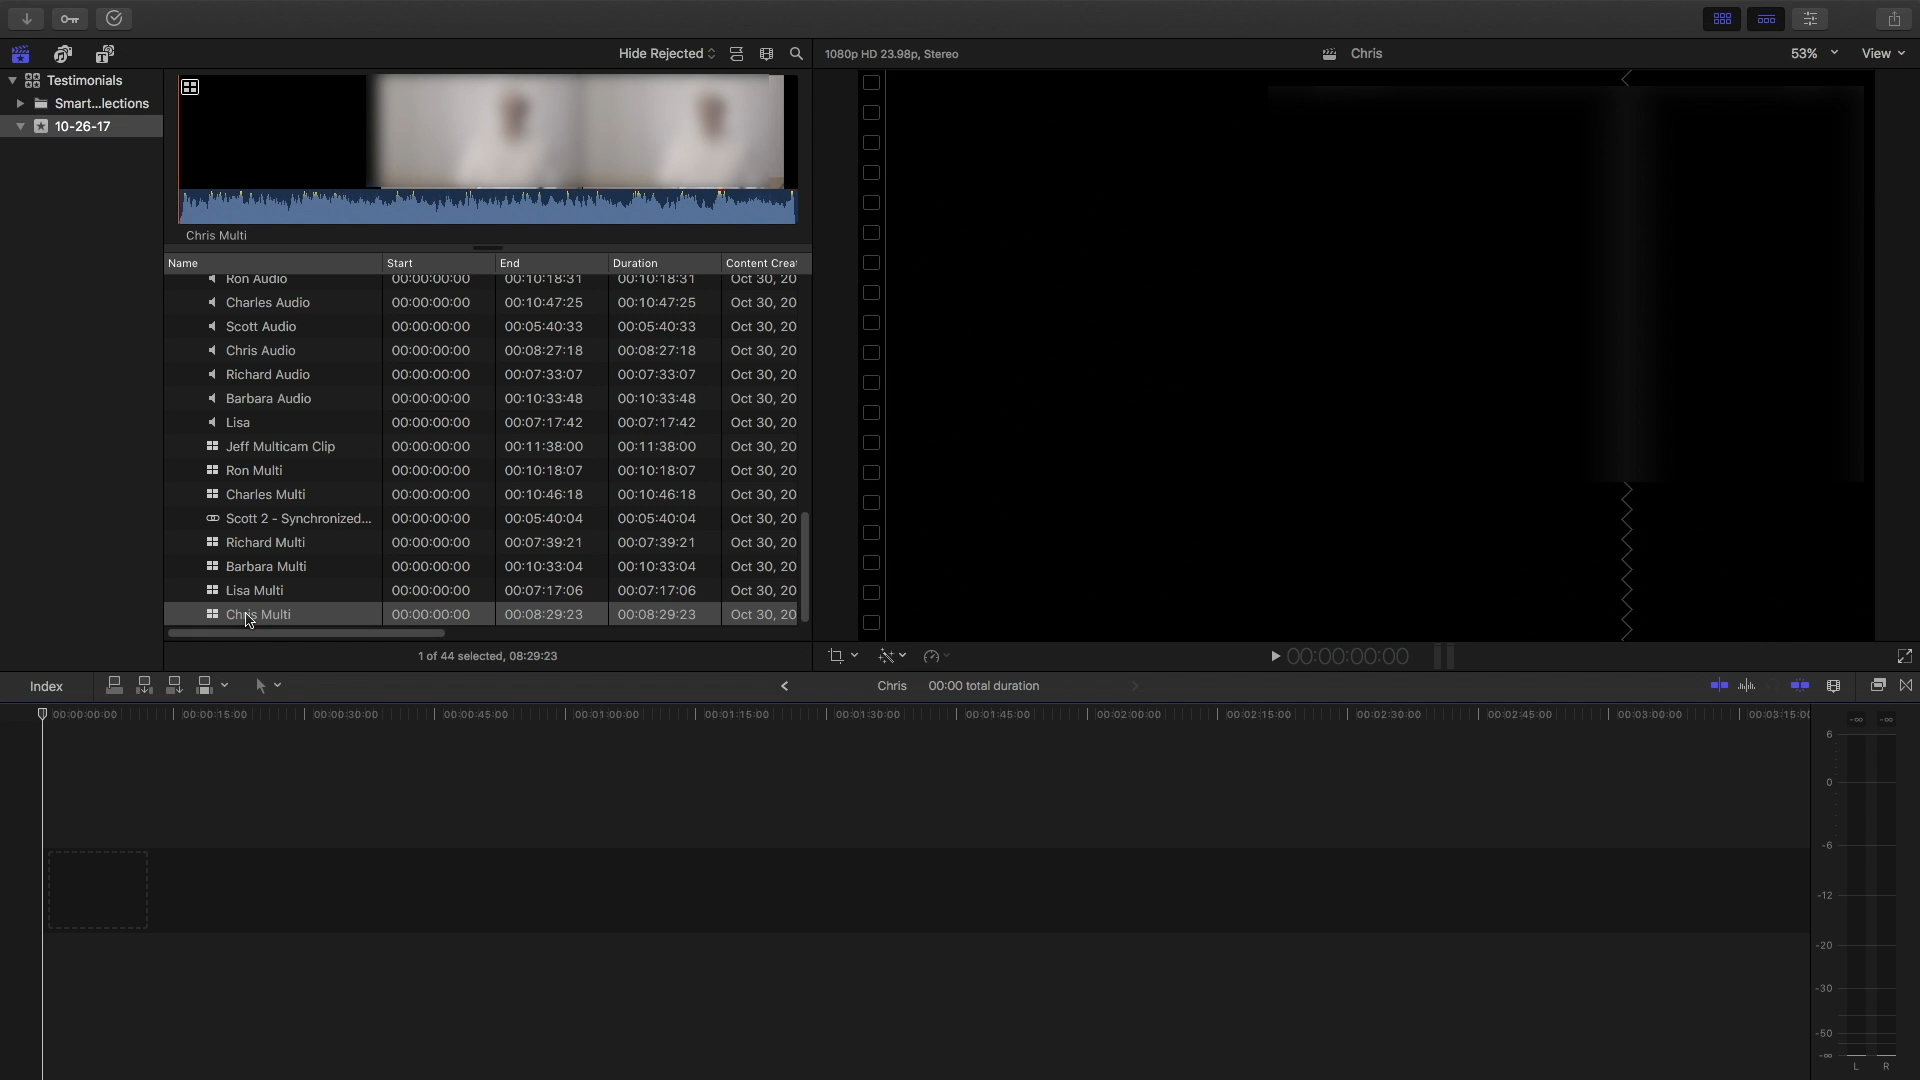 Hide Rejected
1080p HD 23.98p, Stereo
Chris
53%
View
Testimonials
Smart...lections
10-26-17
Chris Multi
Name Start End Duration Content Creat
Ron Audio 00:00:00:00 00:10:18:31 00:10:18:31 Oct 30, 20
Charles Audio 00:00:00:00 00:10:47:25 00:10:47:25 Oct 30, 20
Scott Audio 00:00:00:00 00:05:40:33 00:05:40:33 Oct 30, 20
Chris Audio 00:00:00:00 00:08:27:18 00:08:27:18 Oct 30, 20
Richard Audio 00:00:00:00 00:07:33:07 00:07:33:07 Oct 30, 20
Barbara Audio 00:00:00:00 00:10:33:48 00:10:33:48 Oct 30, 20
Lisa 00:00:00:00 00:07:17:42 00:07:17:42 Oct 30, 20
Jeff Multicam Clip 00:00:00:00 00:11:38:00 00:11:38:00 Oct 30, 20
Ron Multi 00:00:00:00 00:10:18:07 00:10:18:07 Oct 30, 20
Charles Multi 00:00:00:00 00:10:46:18 00:10:46:18 Oct 30, 20
Scott 2 - Synchronized... 00:00:00:00 00:05:40:04 00:05:40:04 Oct 30, 20
Richard Multi 00:00:00:00 00:07:39:21 00:07:39:21 Oct 30, 20
Barbara Multi 00:00:00:00 00:10:33:04 00:10:33:04 Oct 30, 20
Lisa Multi 00:00:00:00 00:07:17:06 00:07:17:06 Oct 30, 20
Chris Multi 00:00:00:00 00:08:29:23 00:08:29:23 Oct 30, 20
1 of 44 selected, 08:29:23
00:00:00:00
Index
Chris 00:00 total duration
00:00:00:00 00:00:15:00 00:00:30:00 00:00:45:00 00:01:00:00 00:01:15:00 00:01:30:00 00:01:45:00 00:02:00:00 00:02:15:00 00:02:30:00 00:02:45:00 00:03:00:00 00:03:15:00
-∞ -∞
6
0
-6
-12
-20
-30
-50
-∞
L R